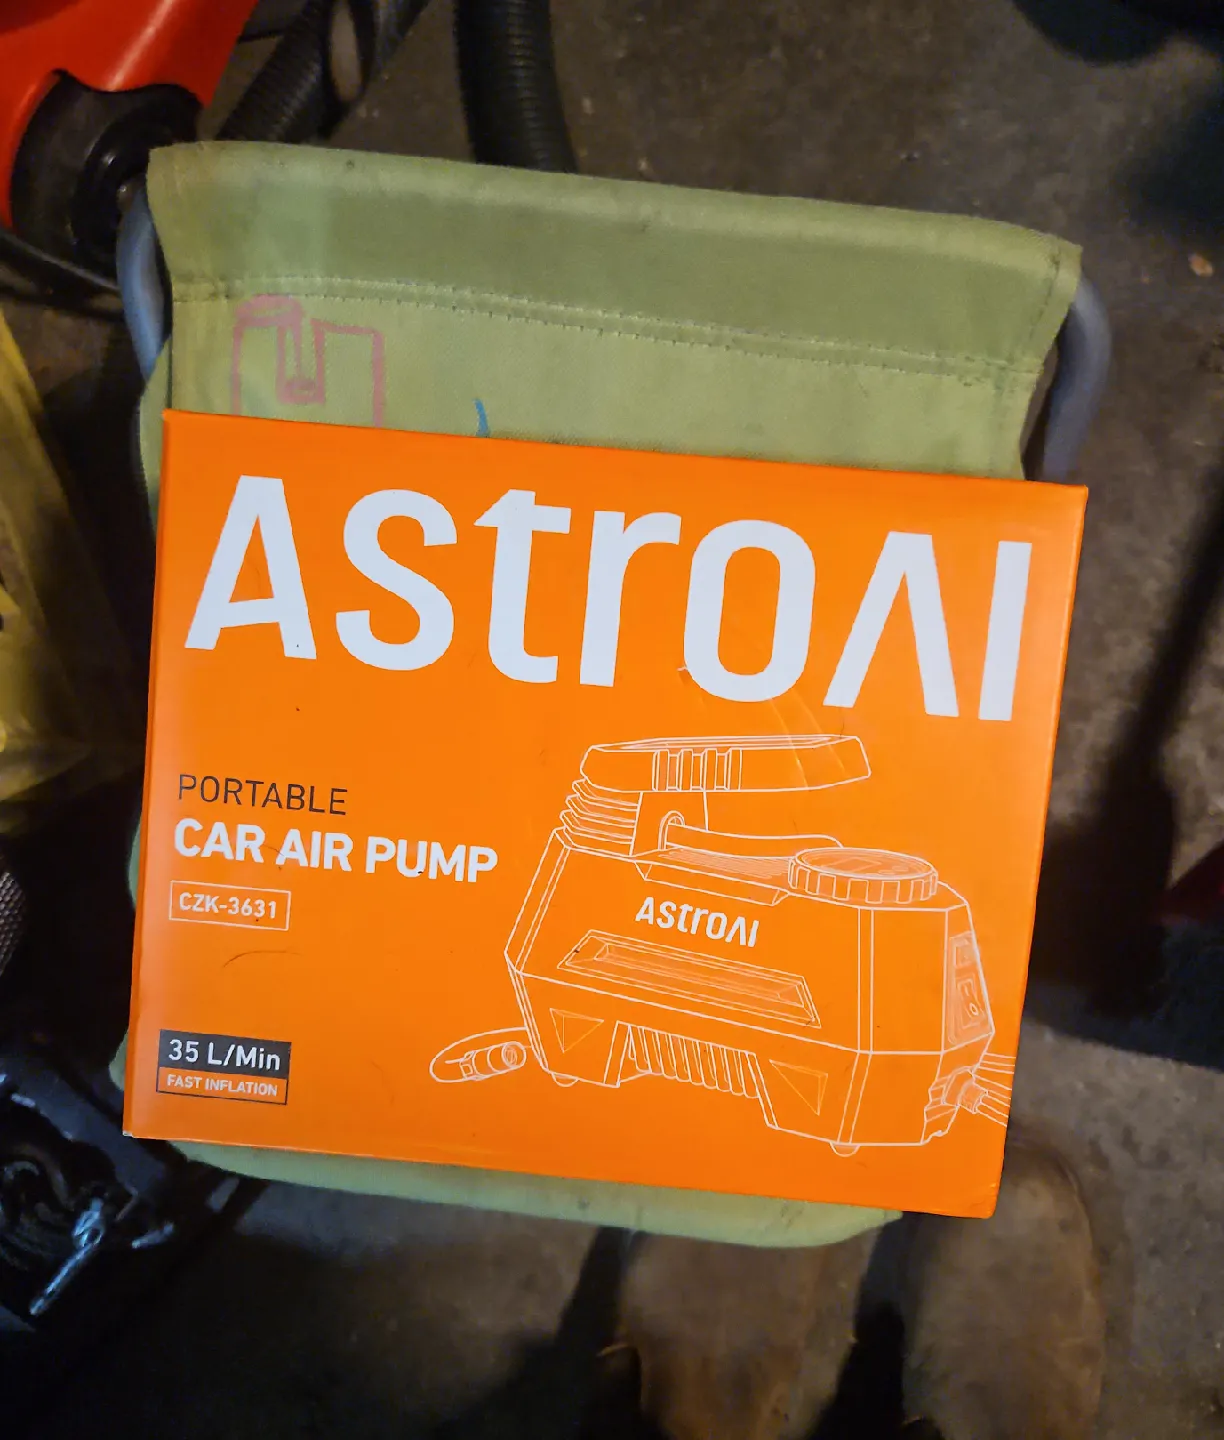 AstroAI
PORTABLE
CAR AIR PUMP
CZK-3631
AstroAI
35 L/Min
FAST INFLATION